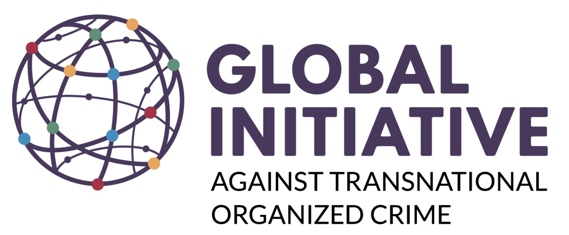 GLOBAL
INITIATIVE
AGAINST TRANSNATIONAL
ORGANIZED CRIME